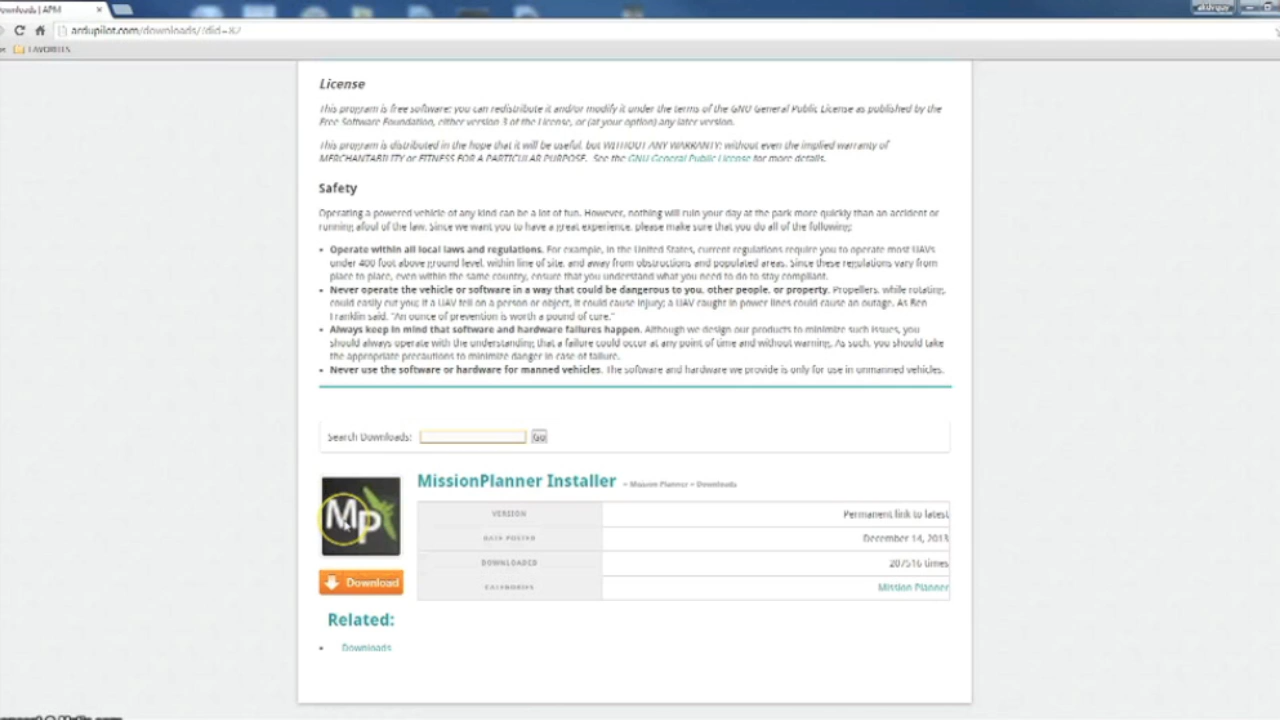 Downloads | APM
ardupilot.com/downloads/?did=82
FAVORITES
License
This program is free software: you can redistribute it and/or modify it under the terms of the GNU General Public License as published by the
Free Software Foundation, either version 3 of the License, or (at your option) any later version.
This program is distributed in the hope that it will be useful, but WITHOUT ANY WARRANTY; without even the implied warranty of
MERCHANTABILITY or FITNESS FOR A PARTICULAR PURPOSE. See the GNU General Public License for more details.
Safety
Operating a powered vehicle of any kind can be a lot of fun. However, nothing will ruin your day at the park more quickly than an accident or
running afoul of the law. Since we want you to have a great experience, please make sure that you do all of the following:
• Operate within all local laws and regulations. For example, in the United States, current regulations require you to operate most UAVs
under 400 foot above ground level, within line of site, and away from obstructions and populated areas. Since these regulations vary from
place to place, even within the same country, ensure that you understand what you need to do to stay compliant.
• Never operate the vehicle or software in a way that could be dangerous to you, other people, or property. Propellers, while rotating,
could easily cut you; if a UAV fell on a person or object, it could cause injury; a UAV caught in power lines could cause an outage. As Ben
Franklin said, "An ounce of prevention is worth a pound of cure."
• Always keep in mind that software and hardware failures happen. Although we design our products to minimize such issues, you
should always operate with the understanding that a failure could occur at any point of time and without warning. As such, you should take
the appropriate precautions to minimize danger in case of failure.
• Never use the software or hardware for manned vehicles. The software and hardware we provide is only for use in unmanned vehicles.
Search Downloads: Go
MP
MissionPlanner Installer - Mission Planner - Downloads
VERSION Permanent link to latest
DATE POSTED December 14, 2013
DOWNLOADED 207516 times
CATEGORIES Mission Planner
Download
Related:
• Downloads